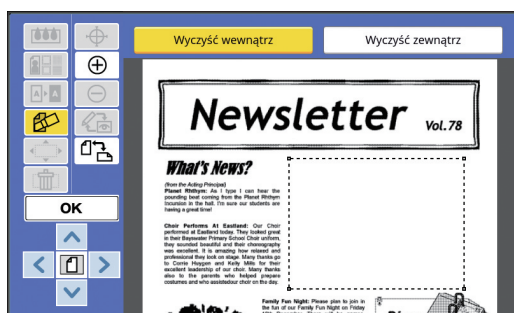 Wyczyść wewnątrz
Wyczyść zewnątrz
A A
OK
Newsletter Vol.78
What's News?
(from the Acting Principal)
Planet Rhithym: As I type I can hear the
pounding beat coming from the Planet Rhithym
incursion in the hall. I'm sure our students are
having a great time!
Choir Performs At Eastland: Our Choir
performed at Eastland today. They looked great
in their Bayswater Primary School Choir uniform,
they sounded beautiful and their choreography
was excellent. It is amazing how relaxed and
professional they look on stage. Many thanks go
to Corrie Huygen and Kelly Mills for their
excellent leadership of our choir. Many thanks
also to the parents who helped prepare
costumes and who assisted our choir on the day.
Family Fun Night: Please plan to join in
the fun of our Family Fun Night on Friday